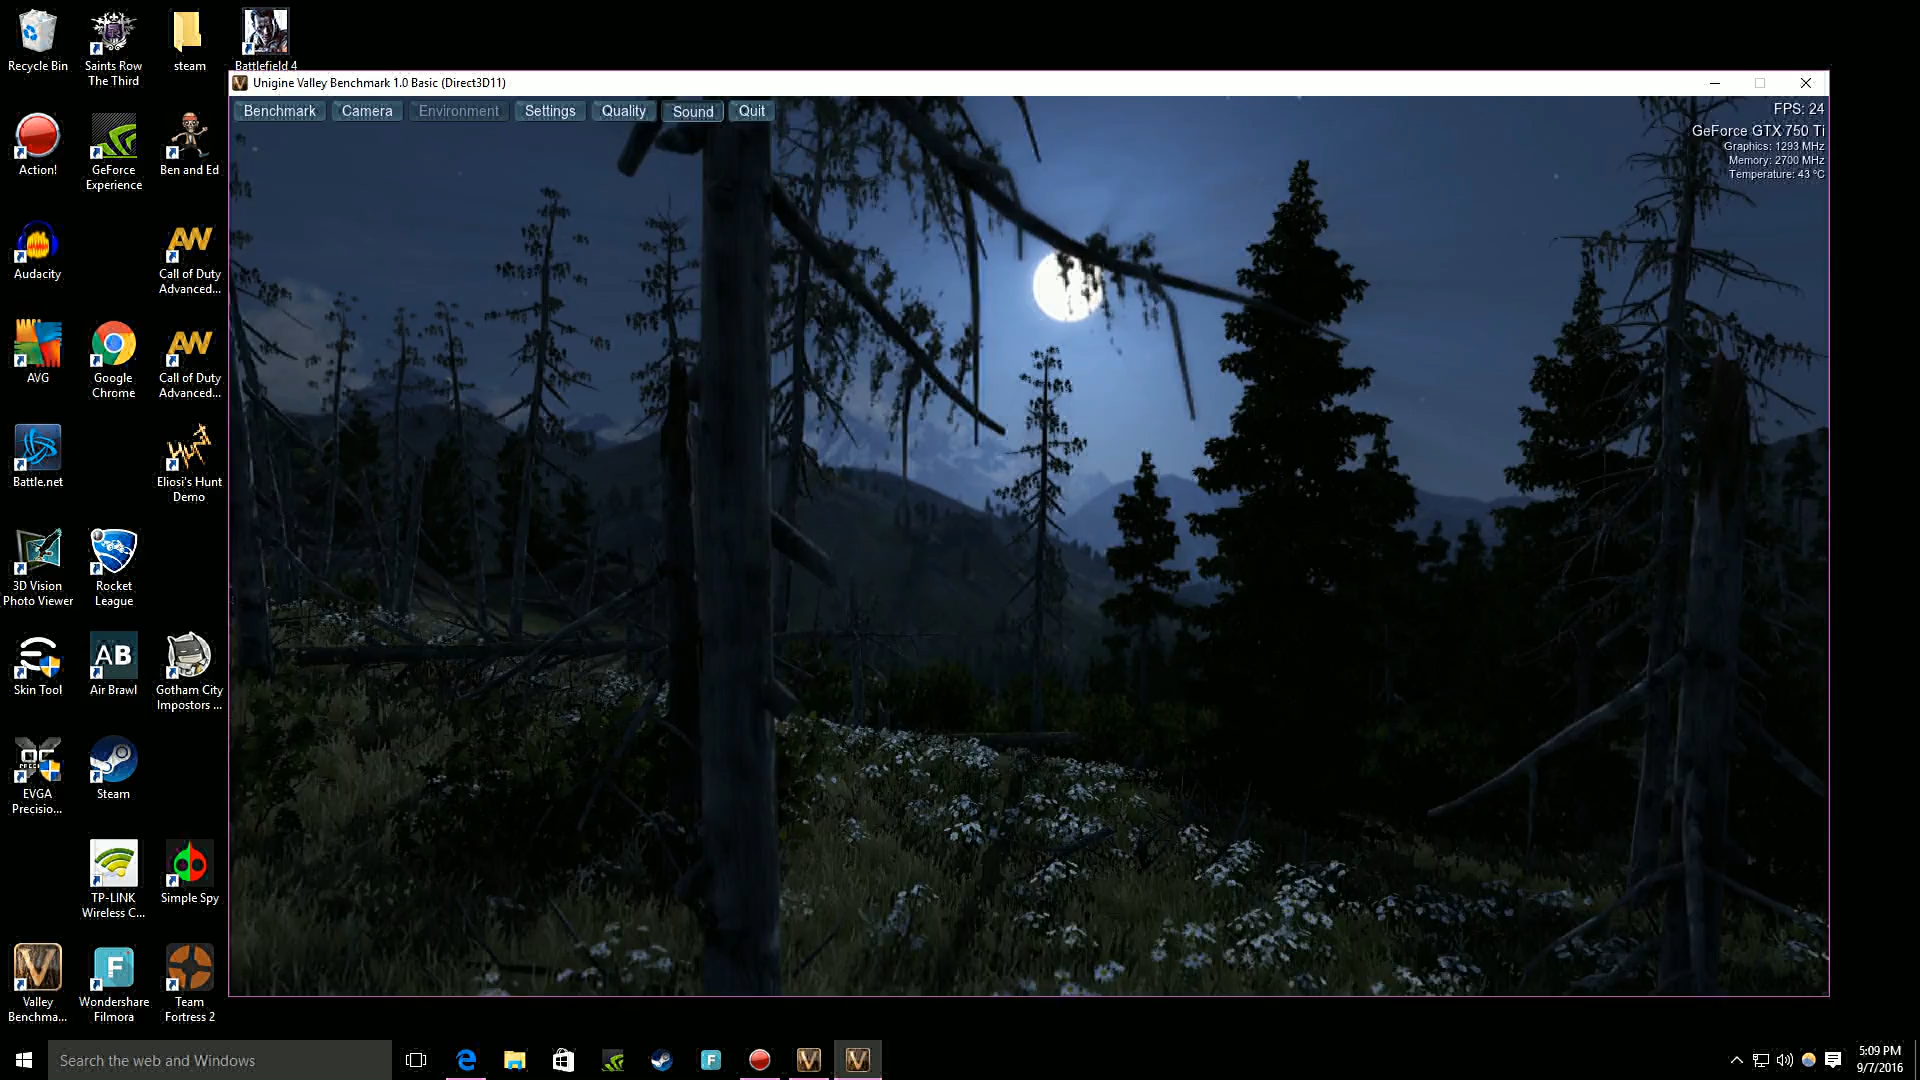 Recycle Bin
Saints Row
The Third
steam
Battlefield 4
Action!
GeForce
Experience
Ben and Ed
Audacity
Call of Duty
Advanced...
AVG
Google
Chrome
AW
Call of Duty
Advanced...
AW
Battle.net
Eliosi's Hunt
Demo
3D Vision
Photo Viewer
Rocket
League
Skin Tool
AB
Air Brawl
Gotham City
Impostors ...
EVGA
Precisio...
Steam
TP-LINK
Wireless C...
Simple Spy
V
Valley
Benchma...
F
Wondershare
Filmora
Team
Fortress 2
Unigine Valley Benchmark 1.0 Basic (Direct3D11)
Benchmark
Camera
Environment
Settings
Quality
Sound
Quit
FPS: 24
GeForce GTX 750 Ti
Graphics: 1293 MHz
Memory: 2700 MHz
Temperature: 43 °C
Search the web and Windows
5:09 PM
9/7/2016